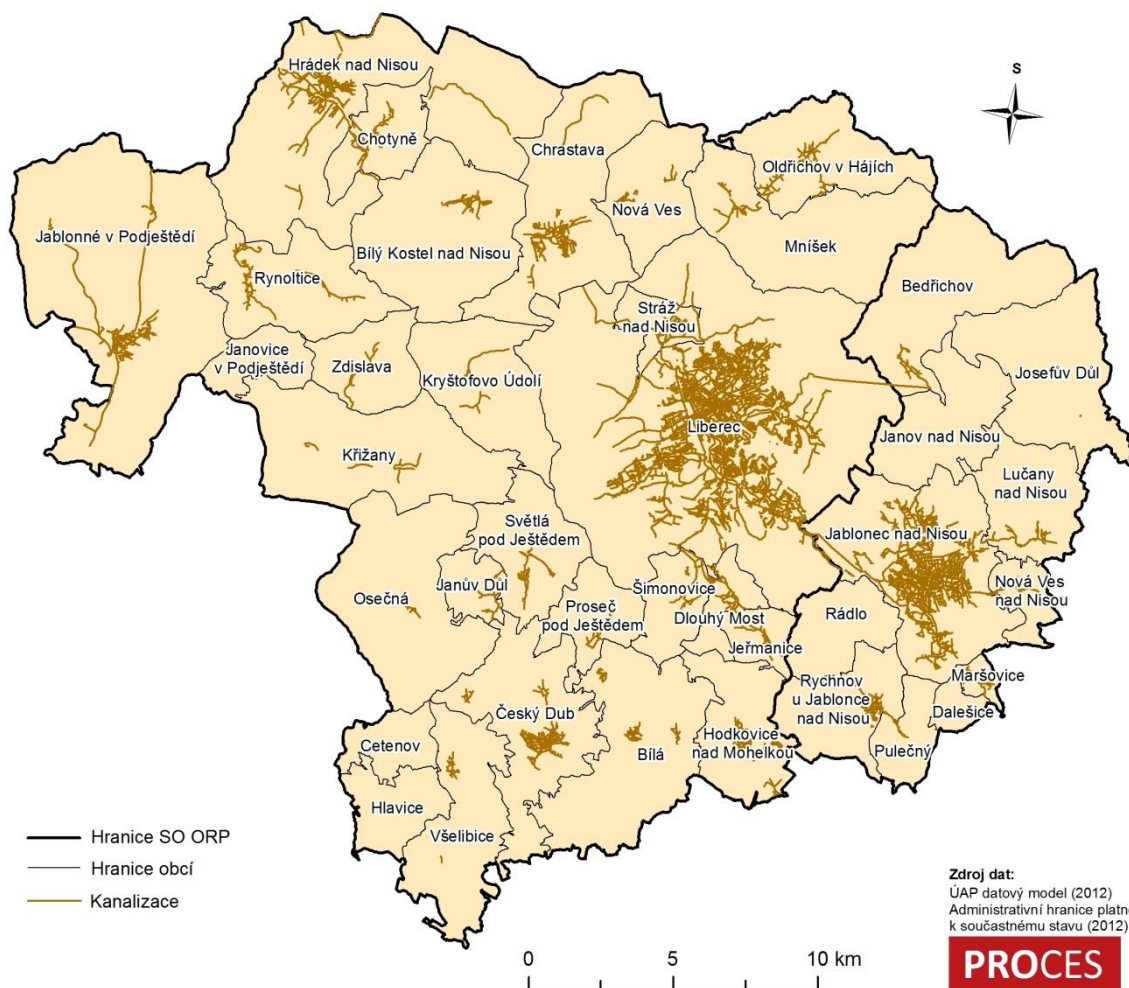 Hrádek nad Nisou
S
Chotyně
Chrastava
Oldřichov v Hájích
Nová Ves
Jablonné v Podještědí
Bílý Kostel nad Nisou
Mníšek
Rynoltice
Bedřichov
Stráž
nad Nisou
Janovice
v Podještědí
Zdislava
Kryštofovo Údolí
Josefův Důl
Liberec
Janov nad Nisou
Křižany
Lučany
nad Nisou
Světlá
pod Ještědem
Jablonec nad Nisou
Osečná
Janův Důl
Šimonovice
Nová Ves
nad Nisou
Proseč
pod Ještědem
Dlouhý Most
Rádlo
Jeřmanice
Maršovice
Rychnov
u Jablonce
nad Nisou
Dalešice
Český Dub
Hodkovice
nad Mohelkou
Cetenov
Bílá
Pulečný
Hlavice
Všelibice
Hranice SO ORP
Hranice obcí
Kanalizace
Zdroj dat:
ÚAP datový model (2012)
Administrativní hranice platn
k součastnému stavu (2012)
0 5 10 km
PROCES